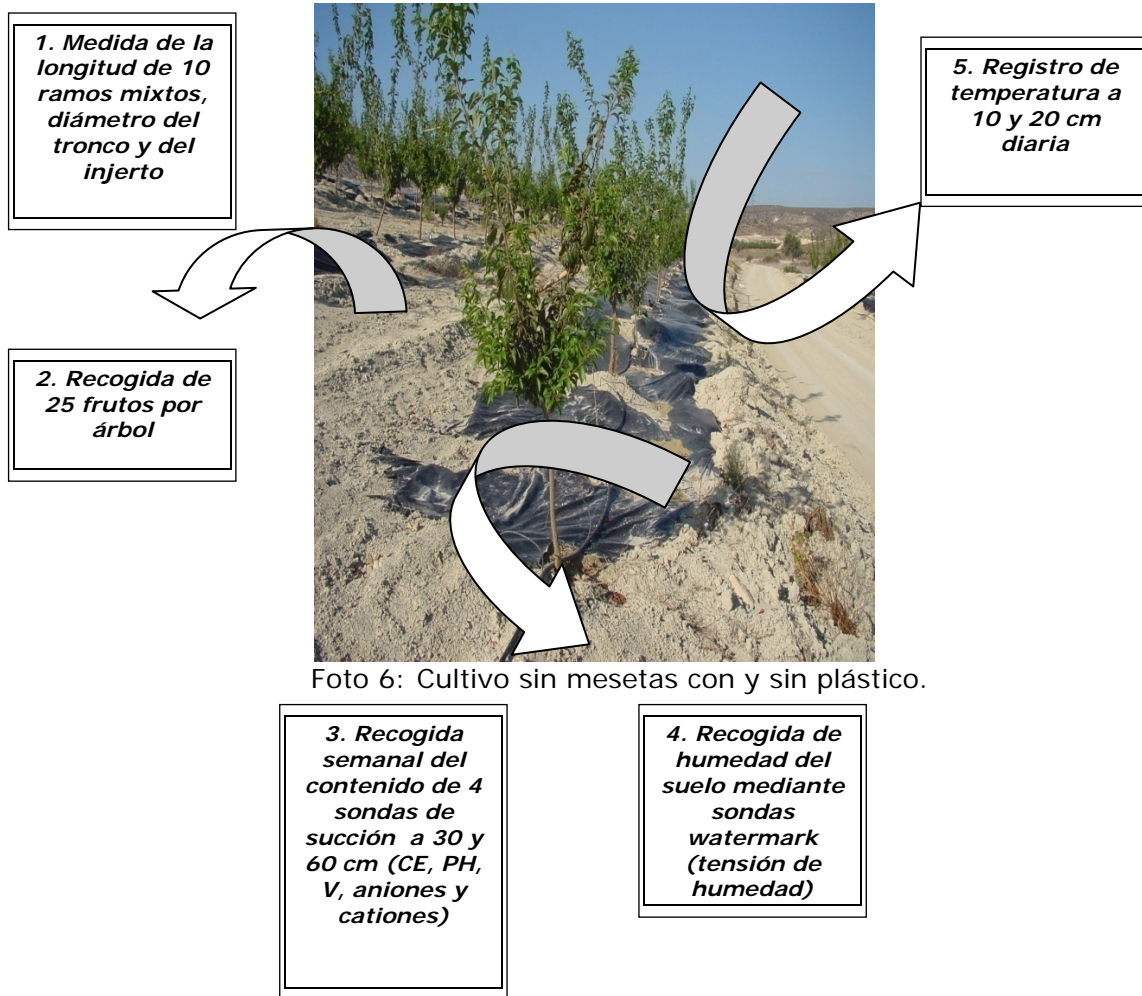 1. Medida de la
longitud de 10
ramos mixtos,
diámetro del
tronco y del
injerto
2. Recogida de
25 frutos por
árbol
5. Registro de
temperatura a
10 y 20 cm
diaria
Foto 6: Cultivo sin mesetas con y sin plástico.
3. Recogida
semanal del
contenido de 4
sondas de
succión a 30 y
60 cm (CE, PH,
V, aniones y
cationes)
4. Recogida de
humedad del
suelo mediante
sondas
watermark
(tensión de
humedad)